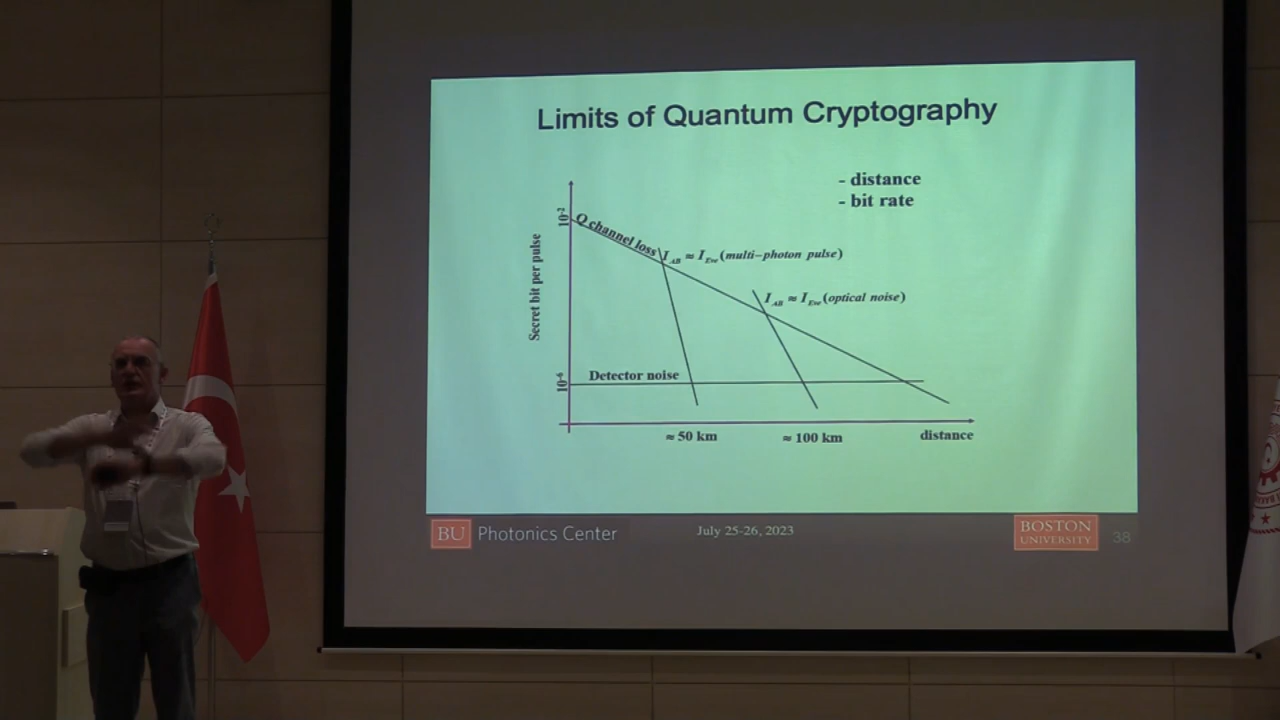 Limits of Quantum Cryptography
- distance
- bit rate
Secret bit per pulse
10⁻²
Q channel loss
I_AB ≈ I_Eve (multi-photon pulse)
I_AB ≈ I_Eve (optical noise)
10⁻⁶
Detector noise
≈ 50 km
≈ 100 km
distance
BU Photonics Center
July 25-26, 2023
BOSTON
UNIVERSITY
38